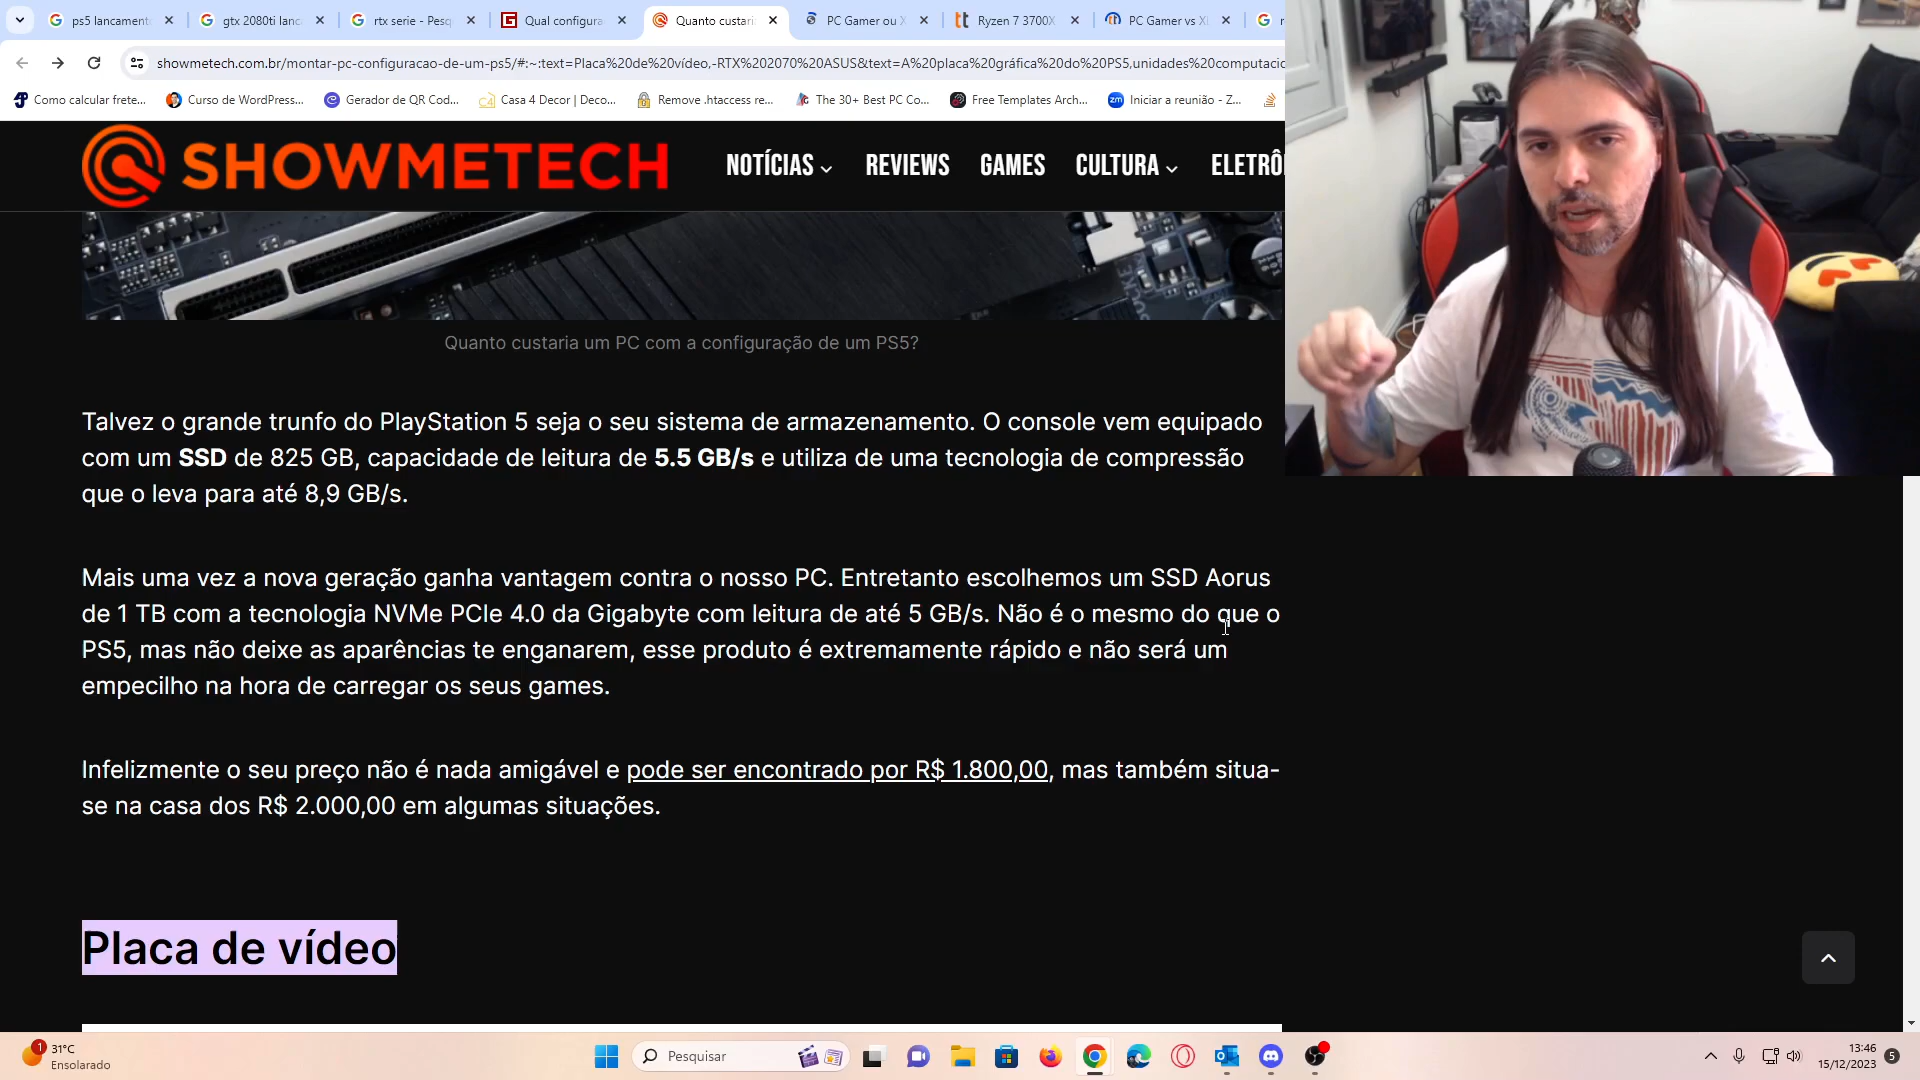 ps5 lancament
gtx 2080ti lanc
rtx serie - Pesq
Qual configura
Quanto custari
PC Gamer ou X
Ryzen 7 3700X
PC Gamer vs X
showmetech.com.br/montar-pc-configuracao-de-um-ps5/#:~:text=Placa%20de%20vídeo,-RTX%202070%20ASUS&text=A%20placa%20gráfica%20do%20PS5,unidades%20computacio
Como calcular frete...
Curso de WordPress...
Gerador de QR Cod...
Casa 4 Decor | Deco...
Remove .htaccess re...
The 30+ Best PC Co...
Free Templates Arch...
Iniciar a reunião - Z...
SHOWMETECH
NOTÍCIAS
REVIEWS
GAMES
CULTURA
ELETRÔ
Quanto custaria um PC com a configuração de um PS5?
Talvez o grande trunfo do PlayStation 5 seja o seu sistema de armazenamento. O console vem equipado
com um SSD de 825 GB, capacidade de leitura de 5.5 GB/s e utiliza de uma tecnologia de compressão
que o leva para até 8,9 GB/s.
Mais uma vez a nova geração ganha vantagem contra o nosso PC. Entretanto escolhemos um SSD Aorus
de 1 TB com a tecnologia NVMe PCIe 4.0 da Gigabyte com leitura de até 5 GB/s. Não é o mesmo do que o
PS5, mas não deixe as aparências te enganarem, esse produto é extremamente rápido e não será um
empecilho na hora de carregar os seus games.
Infelizmente o seu preço não é nada amigável e pode ser encontrado por R$ 1.800,00, mas também situa-
se na casa dos R$ 2.000,00 em algumas situações.
Placa de vídeo
1
31°C
Ensolarado
Pesquisar
13:46
15/12/2023
5